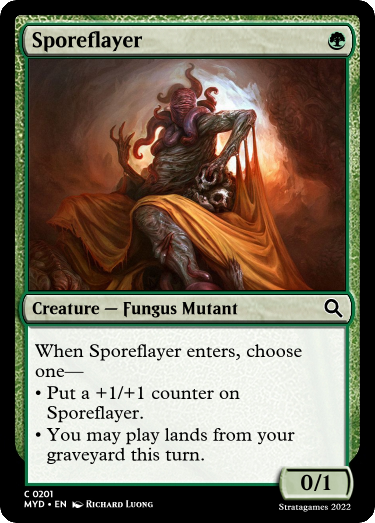 Sporeflayer
Creature — Fungus Mutant
When Sporeflayer enters, choose
one—
• Put a +1/+1 counter on
Sporeflayer.
• You may play lands from your
graveyard this turn.
0/1
C 0201
MYD • EN Richard Luong
Stratagames 2022